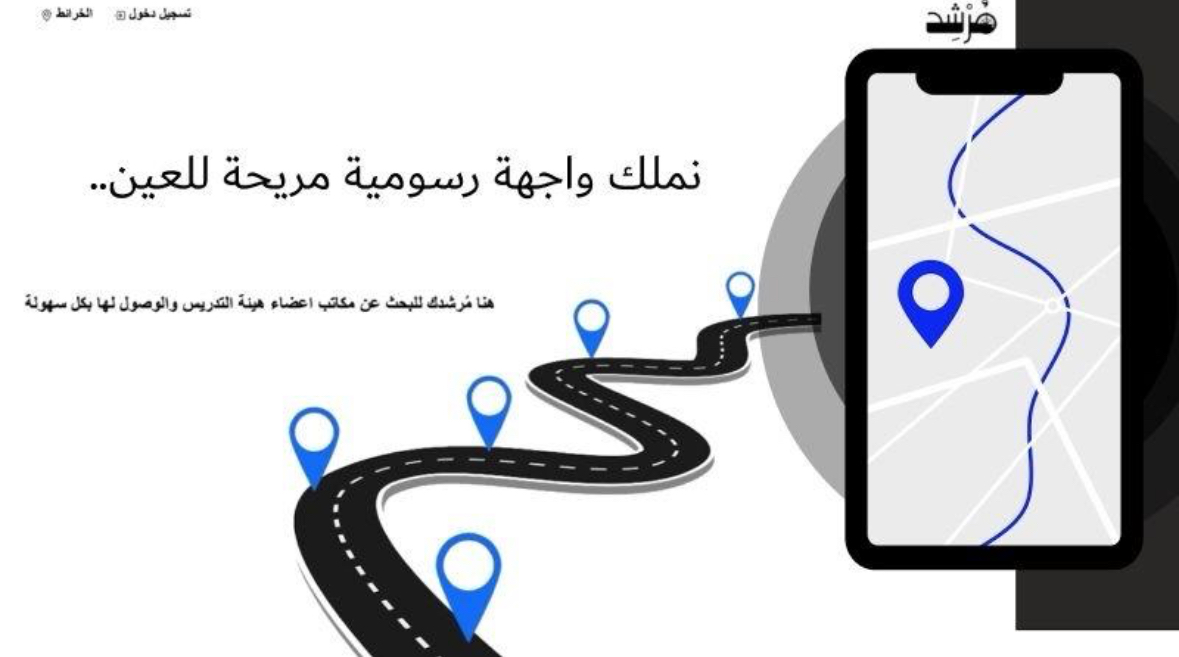 مُرْشِد
تسجيل دخول الخرائط
نملك واجهة رسومية مريحة للعين..
هنا مُرشدك للبحث عن مكاتب اعضاء هيئة التدريس والوصول لها بكل سهولة